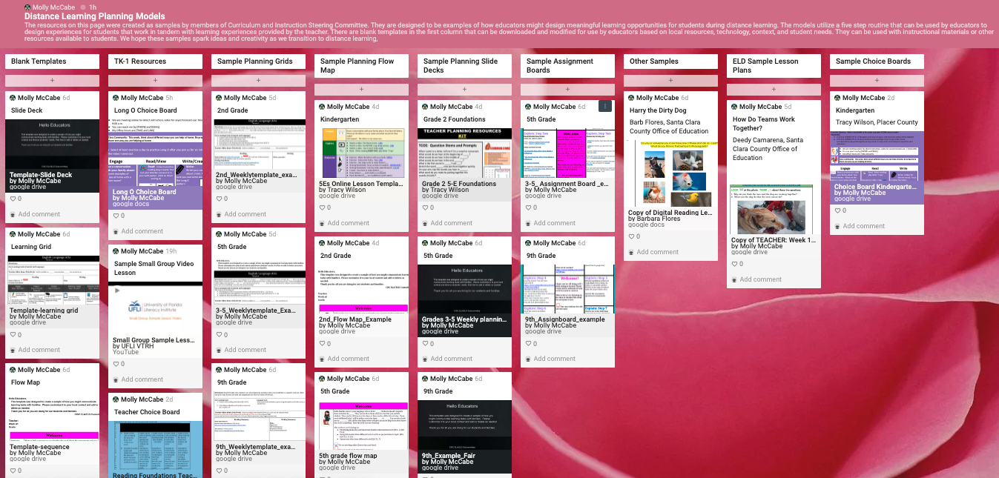 Molly McCabe 1h
Distance Learning Planning Models
The resources on this page were created as samples by members of Curriculum and Instruction Steering Committee. They are designed to be examples of how educators might design meaningful learning opportunities for students during distance learning. The models utilize a five step routine that can be used by educators to
design experiences for students that work in tandem with learning experiences provided by the teacher. There are blank templates in the first column that can be downloaded and modified for use by educators based on local resources, technology, context, and student needs. They can be used with instructional materials or other
resources available to students. We hope these samples spark ideas and creativity as we transition to distance learning,
Blank Templates
+
Molly McCabe 6d
Slide Deck
Hello Educators
Template-Slide Deck
by Molly McCabe
google drive
0
Add comment
Molly McCabe 6d
Learning Grid
Template-learning grid
by Molly McCabe
google drive
0
Add comment
Molly McCabe 6d
Flow Map
Welcome
Template-sequence
by Molly McCabe
google drive
0
TK-1 Resources
+
Molly McCabe 5h
Long O Choice Board
Engage Read/View Write/Crea
Long O Choice Board
by Molly McCabe
google docs
0
Add comment
Molly McCabe 19h
Sample Small Group Video
Lesson
UFLI
University of Florida
Literacy Institute
Small Group Sample Lesson Video
Small Group Sample Less...
by UFLI VTRH
YouTube
0
Add comment
Molly McCabe 2d
Teacher Choice Board
Reading Foundations Teac...
Sample Planning Grids
+
Molly McCabe 5d
2nd Grade
English Language Arts
2nd_Weeklytemplate_exa...
by Molly McCabe
google drive
0
Add comment
Molly McCabe 5d
5th Grade
3-5_Weeklytemplate_Exa...
by Molly McCabe
google drive
0
Add comment
Molly McCabe 6d
9th Grade
9th_Weeklytemplate_exa...
by Molly McCabe
google drive
0
Sample Planning Flow
Map
+
Molly McCabe 4d
Kindergarten
5Es Online Lesson Templa...
by Tracy Wilson
google drive
0
Add comment
Molly McCabe 4d
2nd Grade
Welcome
2nd_Flow Map_Example
by Molly McCabe
google drive
0
Add comment
Molly McCabe 6d
5th Grade
Welcome
5th grade flow map
by Molly McCabe
google drive
Sample Planning Slide
Decks
+
Molly McCabe 4d
Grade 2 Foundations
TEACHER PLANNING RESOURCES
KIT
Grade 2 5-E Foundations
by Tracy Wilson
google drive
0
Add comment
Molly McCabe 6d
5th Grade
Hello Educators
Grades 3-5 Weekly plannin...
by Molly McCabe
google drive
0
Add comment
Molly McCabe 6d
9th Grade
Hello Educators
9th_Example_Fair
by Molly McCabe
google drive
Sample Assignment
Boards
+
Molly McCabe 6d
5th Grade
Welcome
3-5_ Assignment Board _e...
by Molly McCabe
google drive
0
Add comment
Molly McCabe 6d
9th Grade
Welcome
9th_Assignboard_example
by Molly McCabe
google drive
0
Add comment
Other Samples
+
Molly McCabe 6d
Harry the Dirty Dog
Barb Flores, Santa Clara
County Office of Education
Copy of Digital Reading Le...
by Barbara Flores
google docs
0
Add comment
ELD Sample Lesson
Plans
+
Molly McCabe 5d
How Do Teams Work
Together?
Deedy Camarena, Santa
Clara County Office of
Education
Copy of TEACHER: Week 1...
by Molly McCabe
google drive
0
Add comment
Sample Choice Boards
+
Molly McCabe 2d
Kindergarten
Tracy Wilson, Placer County
Engage Read Write
Choice Board Kindergarte...
by Molly McCabe
google drive
0
Add comment